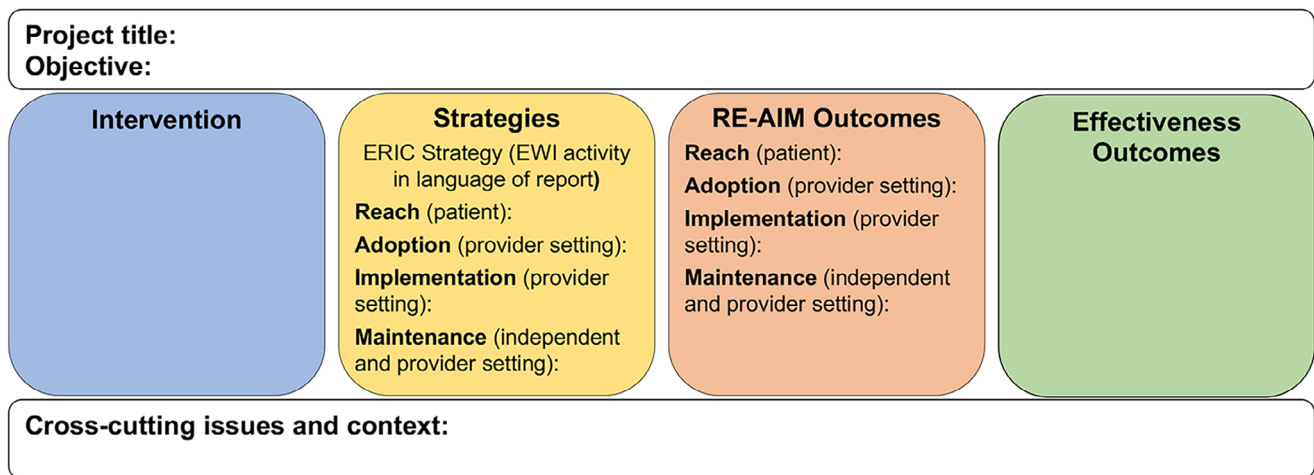 Project title:
Objective:
Intervention
Strategies
ERIC Strategy (EWI activity
in language of report)
Reach (patient):
Adoption (provider setting):
Implementation (provider
setting):
Maintenance (independent
and provider setting):
RE-AIM Outcomes
Reach (patient):
Adoption (provider setting):
Implementation (provider
setting):
Maintenance (independent
and provider setting):
Effectiveness
Outcomes
Cross-cutting issues and context: